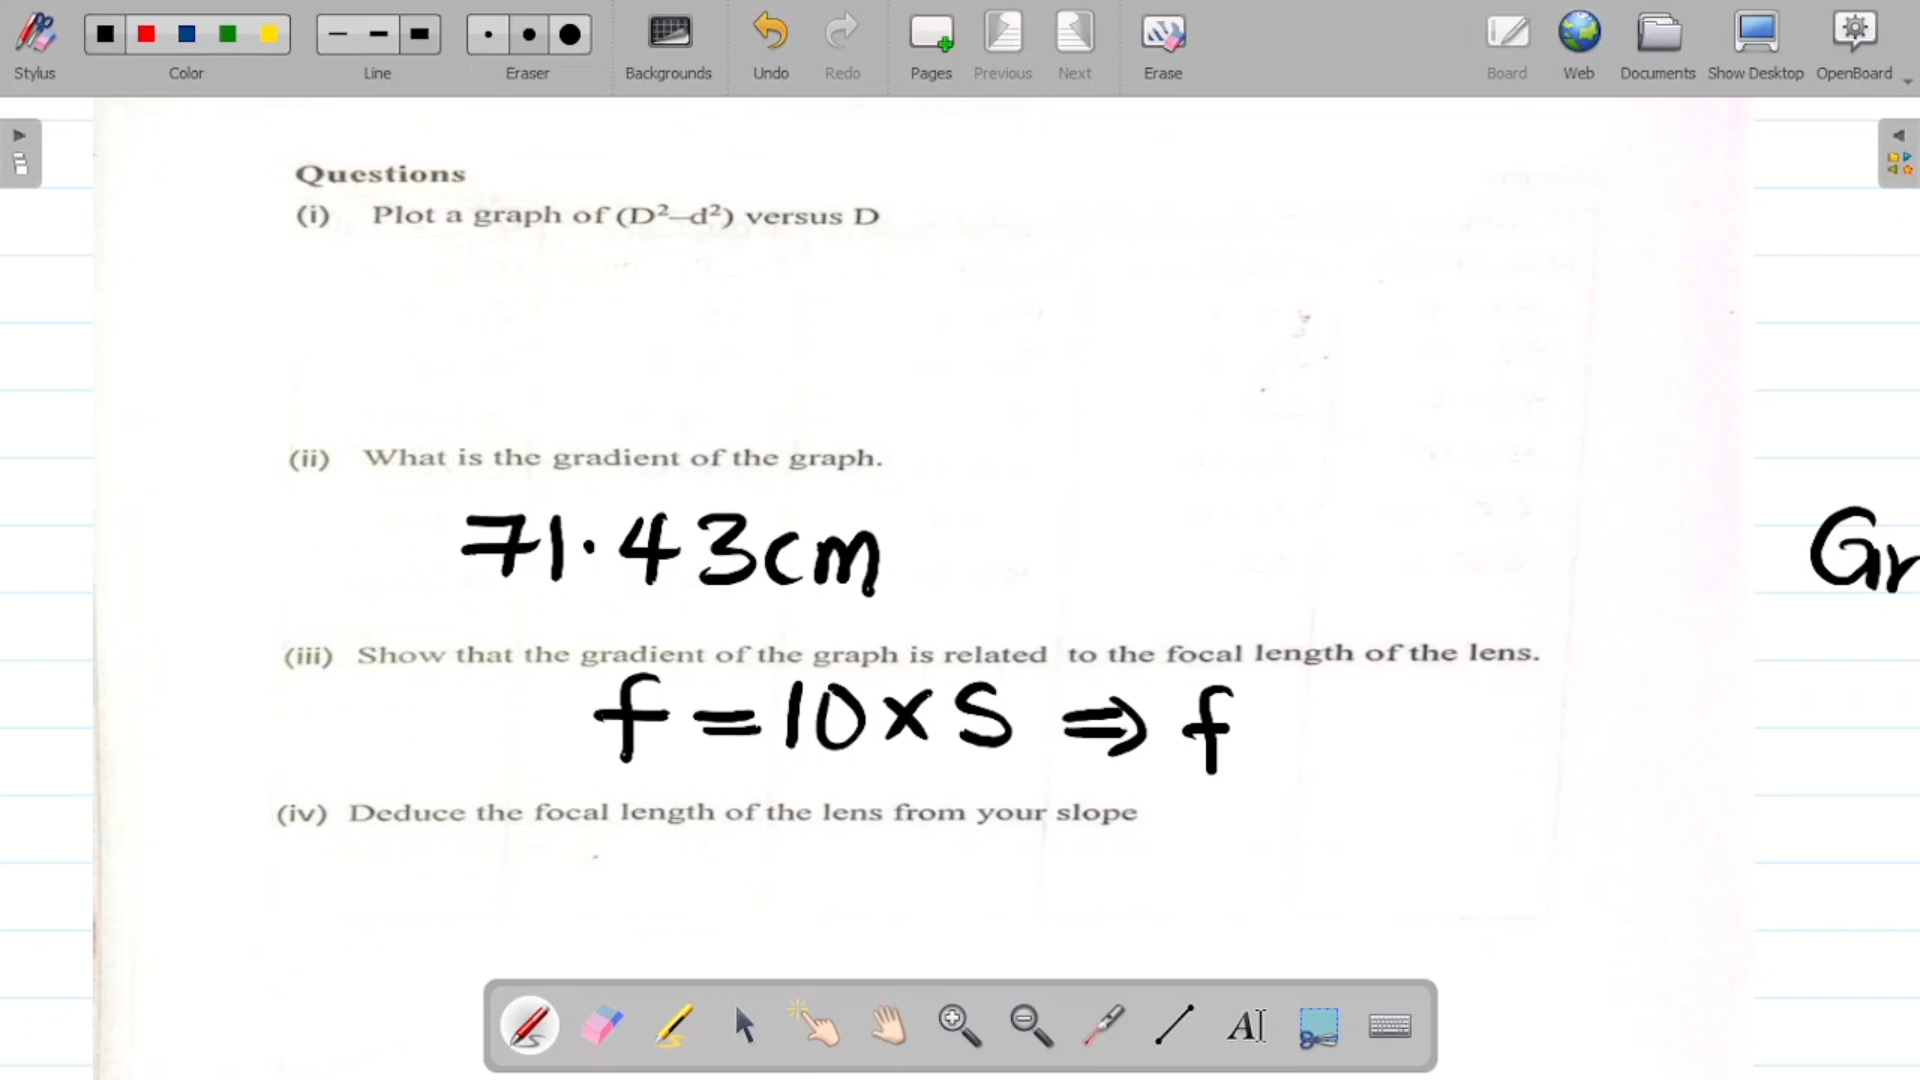 Stylus
Color
Line
Eraser
Backgrounds
Undo
Redo
Pages
Previous
Next
Erase
Board
Web
Documents
Show Desktop
OpenBoard
Questions
(i) Plot a graph of (D²–d²) versus D
(ii) What is the gradient of the graph.
71.43cm
Gr
(iii) Show that the gradient of the graph is related to the focal length of the lens.
f = 10 × S ⇒ f
(iv) Deduce the focal length of the lens from your slope